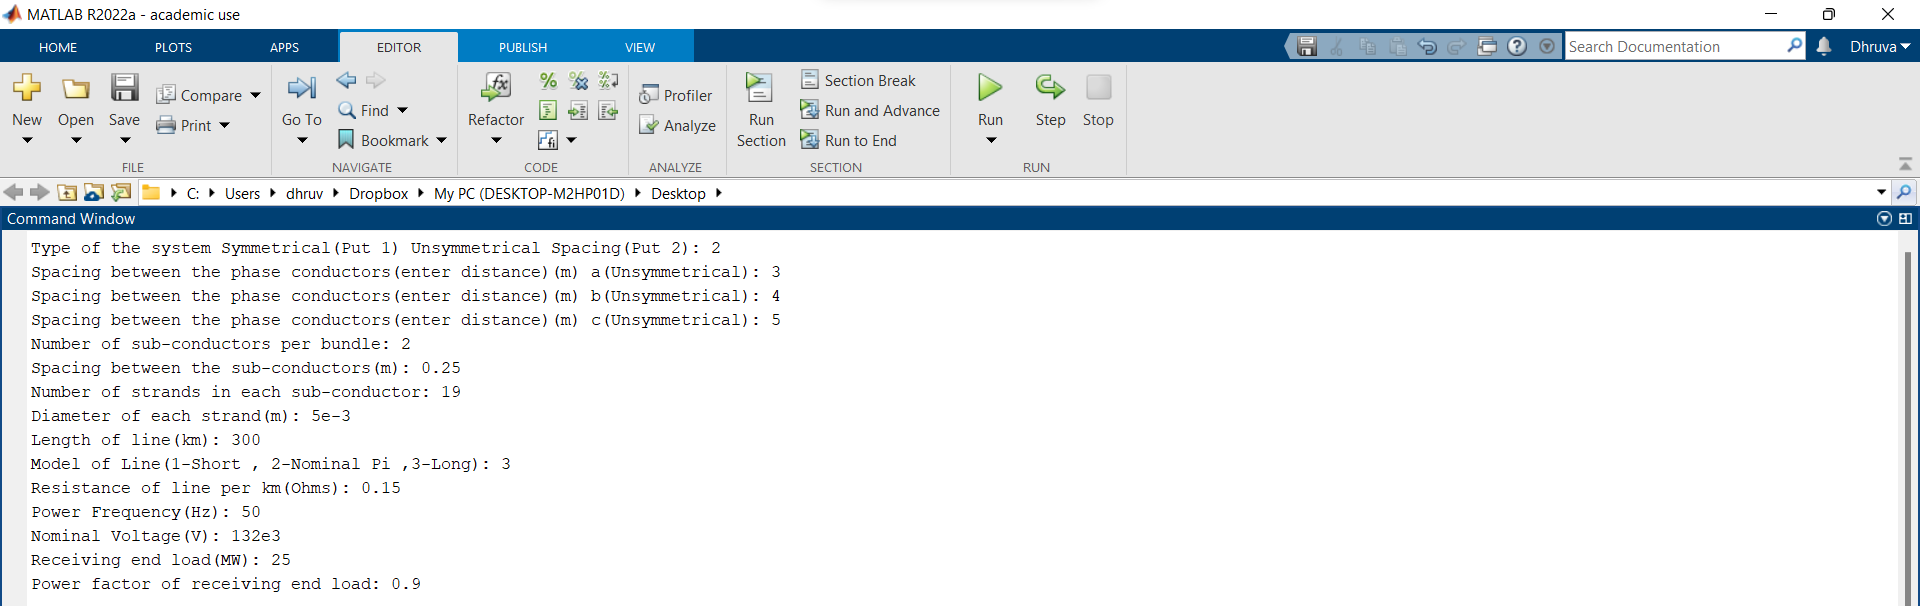 MATLAB R2022a - academic use
HOME PLOTS APPS EDITOR PUBLISH VIEW Search Documentation Dhruva
New Open Save Compare Print FILE
Go To Find Bookmark NAVIGATE
Refactor CODE
Profiler Analyze ANALYZE
Run Section Section Break Run and Advance Run to End SECTION
Run Step Stop RUN
C: Users dhruv Dropbox My PC (DESKTOP-M2HP01D) Desktop
Command Window
Type of the system Symmetrical(Put 1) Unsymmetrical Spacing(Put 2): 2
Spacing between the phase conductors(enter distance)(m) a(Unsymmetrical): 3
Spacing between the phase conductors(enter distance)(m) b(Unsymmetrical): 4
Spacing between the phase conductors(enter distance)(m) c(Unsymmetrical): 5
Number of sub-conductors per bundle: 2
Spacing between the sub-conductors(m): 0.25
Number of strands in each sub-conductor: 19
Diameter of each strand(m): 5e-3
Length of line(km): 300
Model of Line(1-Short , 2-Nominal Pi ,3-Long): 3
Resistance of line per km(Ohms): 0.15
Power Frequency(Hz): 50
Nominal Voltage(V): 132e3
Receiving end load(MW): 25
Power factor of receiving end load: 0.9